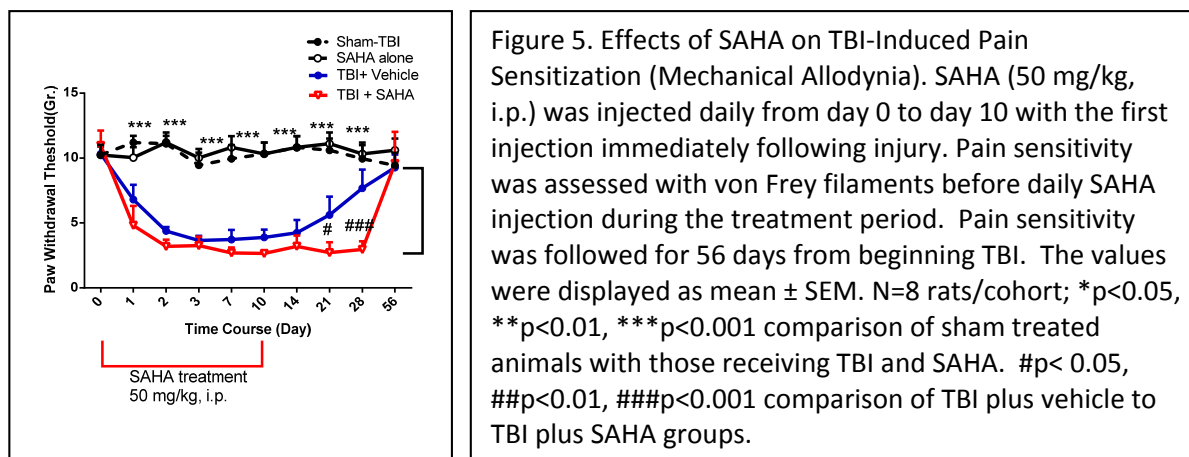 Sham-TBI
SAHA alone
TBI+ Vehicle
TBI + SAHA
Paw Withdrawal Theshold(Gr.)
15
10
5
0
*** *** *** *** *** *** ***
# ###
0 1 2 3 7 10 14 21 28 56
Time Course (Day)
SAHA treatment
50 mg/kg, i.p.
Figure 5. Effects of SAHA on TBI-Induced Pain
Sensitization (Mechanical Allodynia). SAHA (50 mg/kg,
i.p.) was injected daily from day 0 to day 10 with the first
injection immediately following injury. Pain sensitivity
was assessed with von Frey filaments before daily SAHA
injection during the treatment period. Pain sensitivity
was followed for 56 days from beginning TBI. The values
were displayed as mean ± SEM. N=8 rats/cohort; *p<0.05,
**p<0.01, ***p<0.001 comparison of sham treated
animals with those receiving TBI and SAHA. #p< 0.05,
##p<0.01, ###p<0.001 comparison of TBI plus vehicle to
TBI plus SAHA groups.